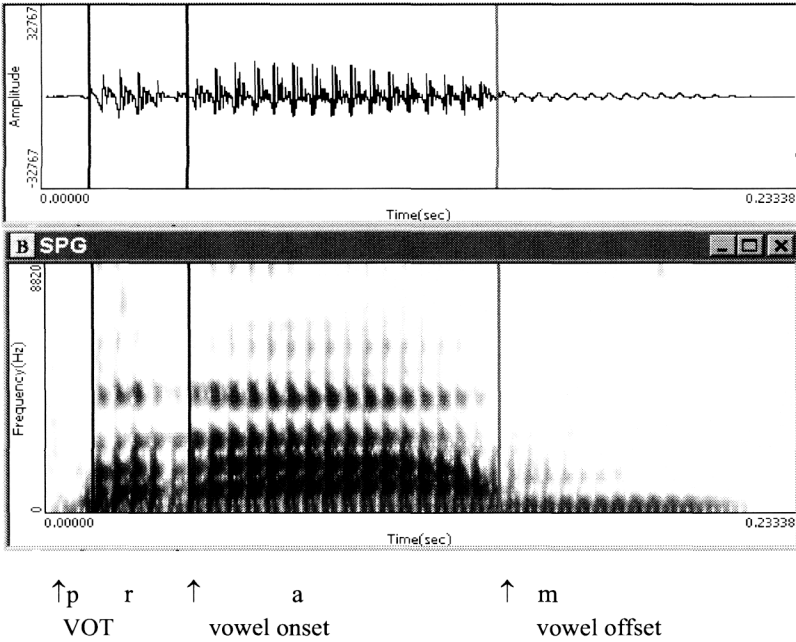 32767
Amplitude
-32767
0.00000 0.23338
Time(sec)
B SPG
8820
Frequency(Hz)
0
0.00000 0.23338
Time(sec)
↑p r ↑ a ↑ m
VOT vowel onset vowel offset